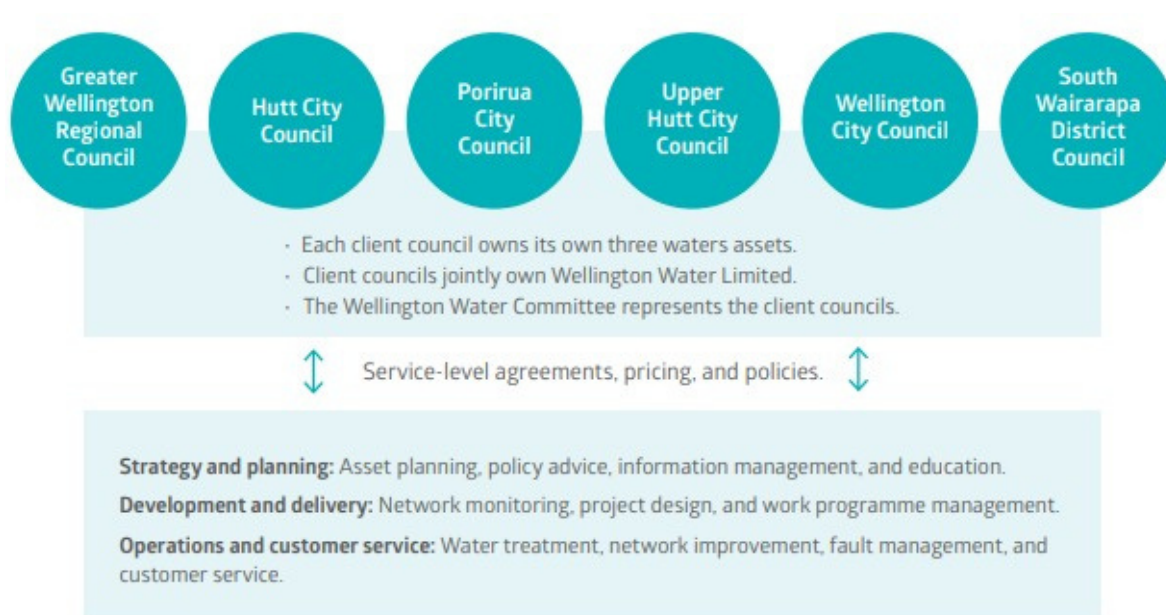 Greater
Wellington
Regional
Council
Hutt City
Council
Porirua
City
Council
Upper
Hutt City
Council
Wellington
City Council
South
Wairarapa
District
Council
· Each client council owns its own three waters assets.
· Client councils jointly own Wellington Water Limited.
· The Wellington Water Committee represents the client councils.
Service-level agreements, pricing, and policies.
Strategy and planning: Asset planning, policy advice, information management, and education.
Development and delivery: Network monitoring, project design, and work programme management.
Operations and customer service: Water treatment, network improvement, fault management, and
customer service.